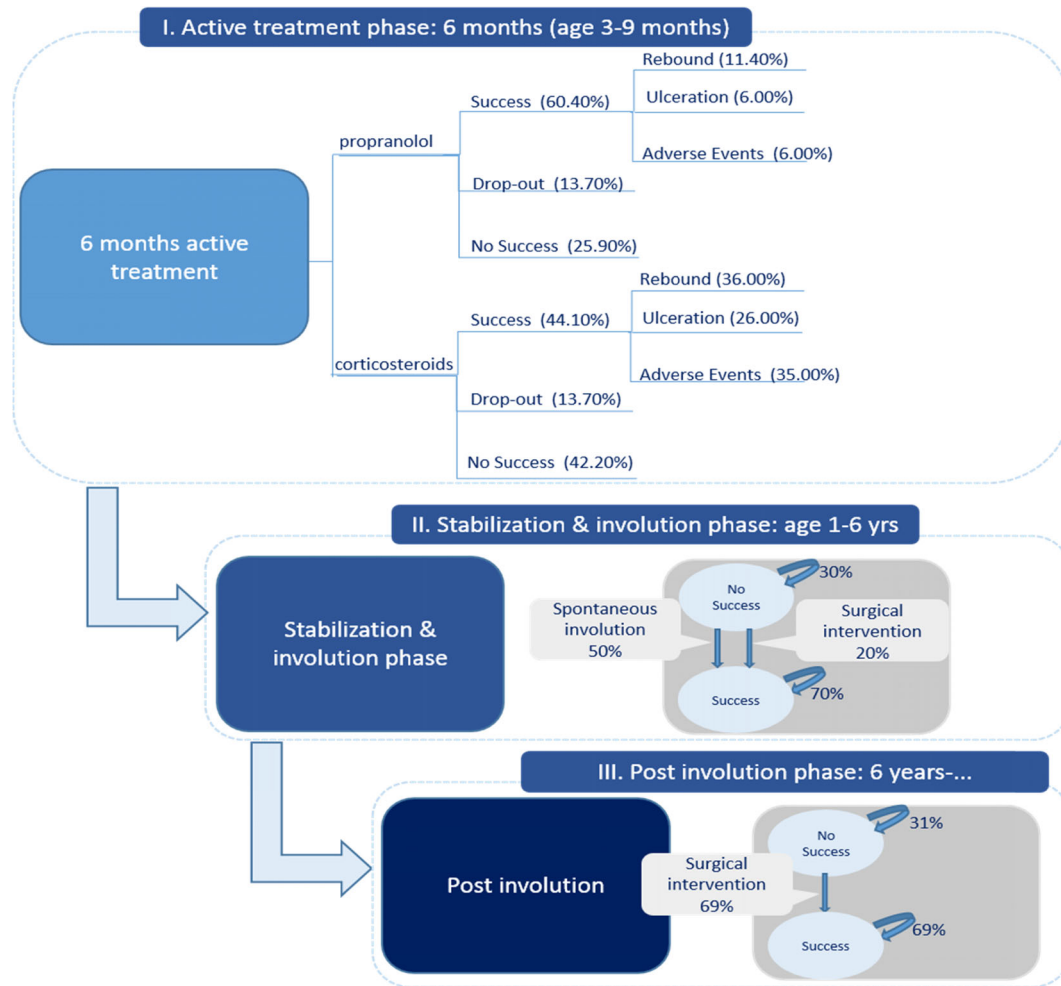 I. Active treatment phase: 6 months (age 3-9 months)
Rebound (11.40%)
Success (60.40%)
Ulceration (6.00%)
propranolol
Adverse Events (6.00%)
Drop-out (13.70%)
6 months active
treatment
No Success (25.90%)
Rebound (36.00%)
Success (44.10%)
Ulceration (26.00%)
corticosteroids
Adverse Events (35.00%)
Drop-out (13.70%)
No Success (42.20%)
II. Stabilization & involution phase: age 1-6 yrs
Stabilization &
involution phase
No
Success
30%
Spontaneous
involution
50%
Surgical
intervention
20%
Success
70%
III. Post involution phase: 6 years-...
Post involution
No
Success
31%
Surgical
intervention
69%
Success
69%